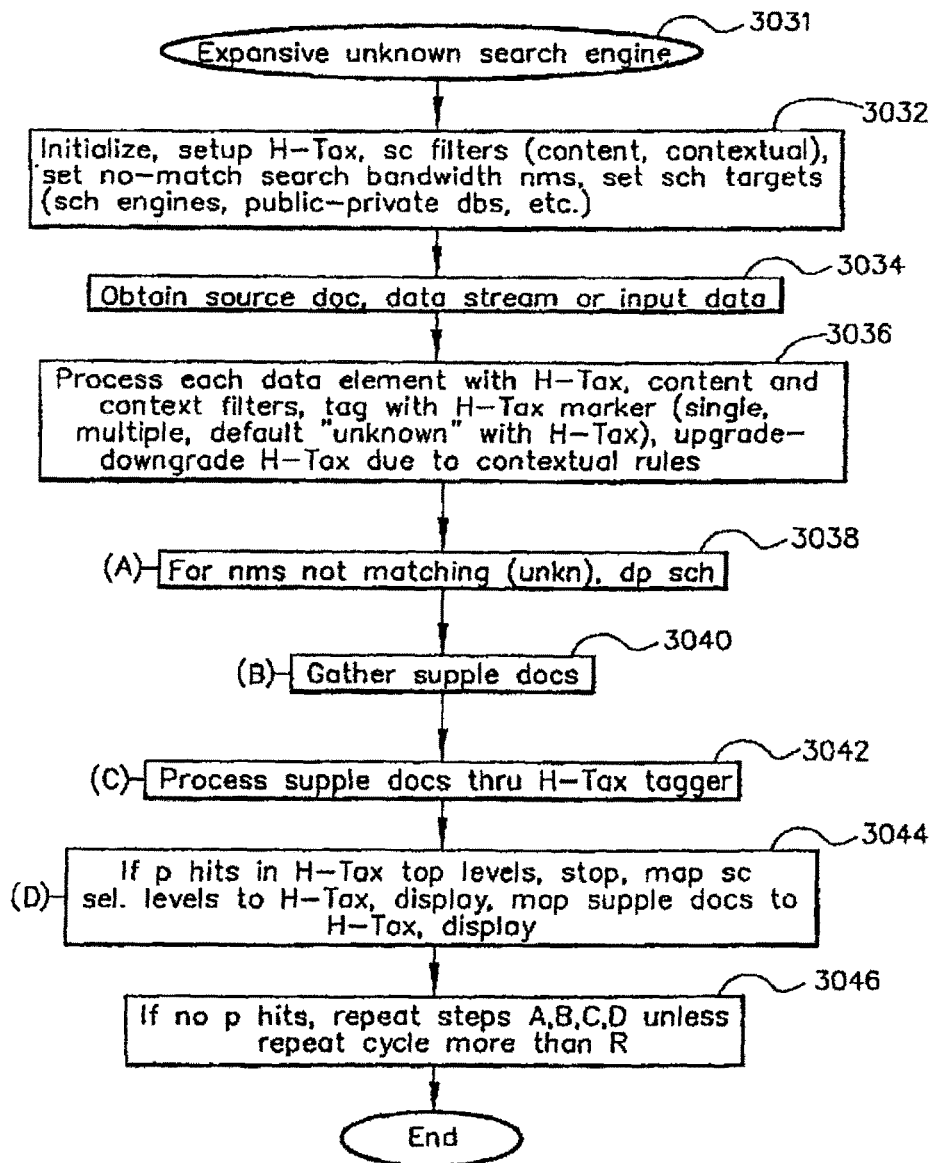 3031
Expansive unknown search engine
3032
Initialize, setup H-Tax, sc filters (content, contextual),
set no-match search bandwidth nms, set sch targets
(sch engines, public-private dbs, etc.)
3034
Obtain source doc, data stream or input data
3036
Process each data element with H-Tax, content and
context filters, tag with H-Tax marker (single,
multiple, default "unknown" with H-Tax), upgrade-
downgrade H-Tax due to contextual rules
3038
(A) For nms not matching (unkn), dp sch
3040
(B) Gather supple docs
3042
(C) Process supple docs thru H-Tax tagger
3044
If p hits in H-Tax top levels, stop, map sc
(D) sel. levels to H-Tax, display, map supple docs to
H-Tax, display
3046
If no p hits, repeat steps A,B,C,D unless
repeat cycle more than R
End